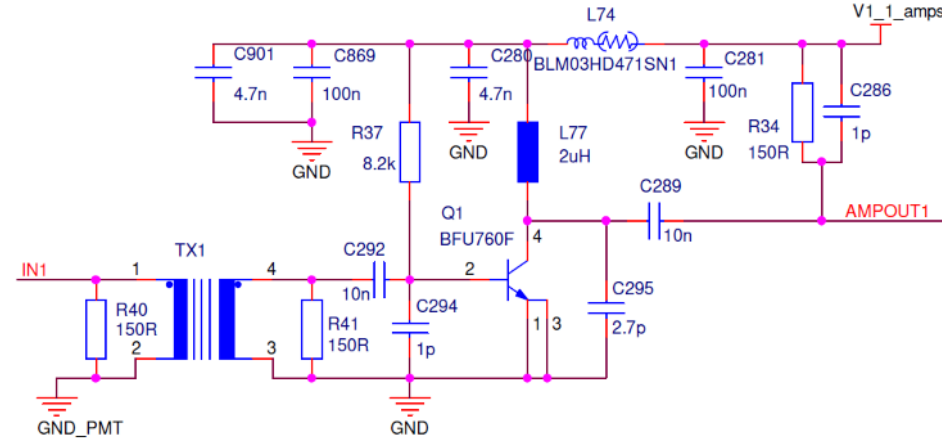 L74
V1_1_amps
C901
C869
C280
BLM03HD471SN1
C281
C286
4.7n
100n
4.7n
100n
1p
R37
8.2k
L77
2uH
R34
150R
GND
GND
GND
C289
10n
AMPOUT1
Q1
BFU760F
4
IN1
TX1
1
4
C292
10n
2
R40
150R
R41
150R
C294
1p
1
3
C295
2.7p
2
3
GND_PMT
GND